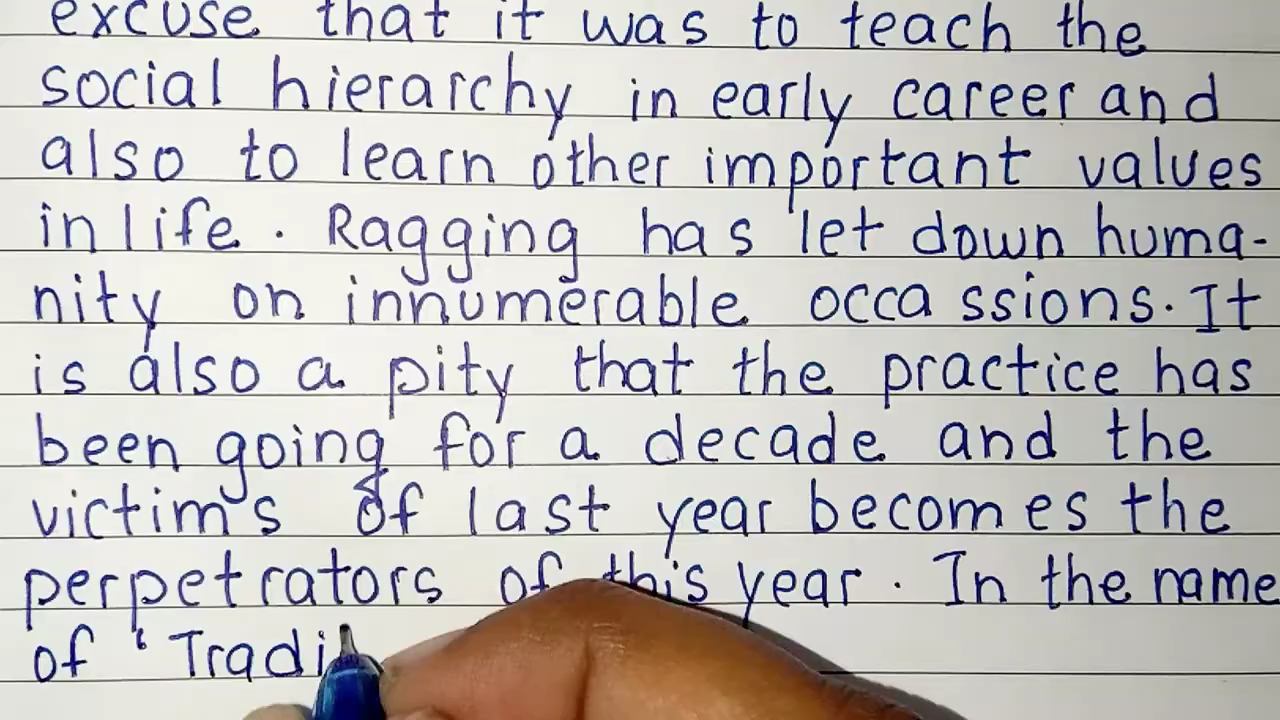 excuse that it was to teach the
social hierarchy in early career and
also to learn other important values
in life. Ragging has let down huma-
nity on innumerable occassions. It
is also a pity that the practice has
been going for a decade and the
victims of last year becomes the
perpetrators of this year. In the name
of 'Tradi